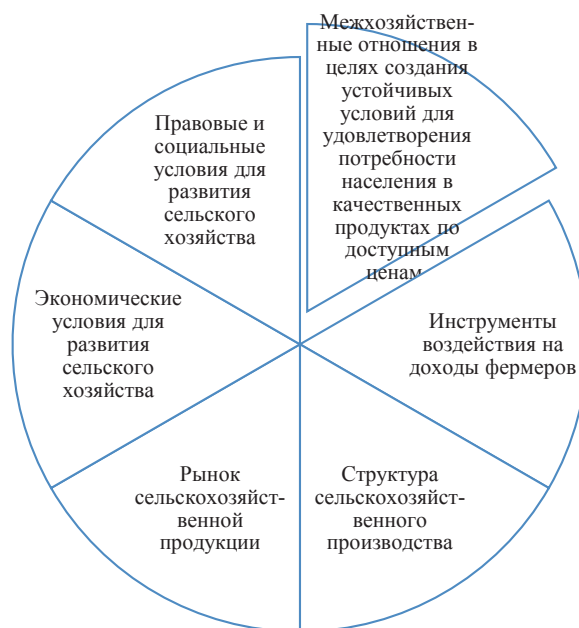 Межхозяйствен-
ные отношения в
целях создания
устойчивых
условий для
удовлетворения
потребности
населения в
качественных
продуктах по
доступным
ценам
Инструменты
воздействия на
доходы фермеров
Структура
сельскохозяйст-
венного
производства
Рынок
сельскохозяйст-
венной
продукции
Экономические
условия для
развития
сельского
хозяйства
Правовые и
социальные
условия для
развития
сельского
хозяйства